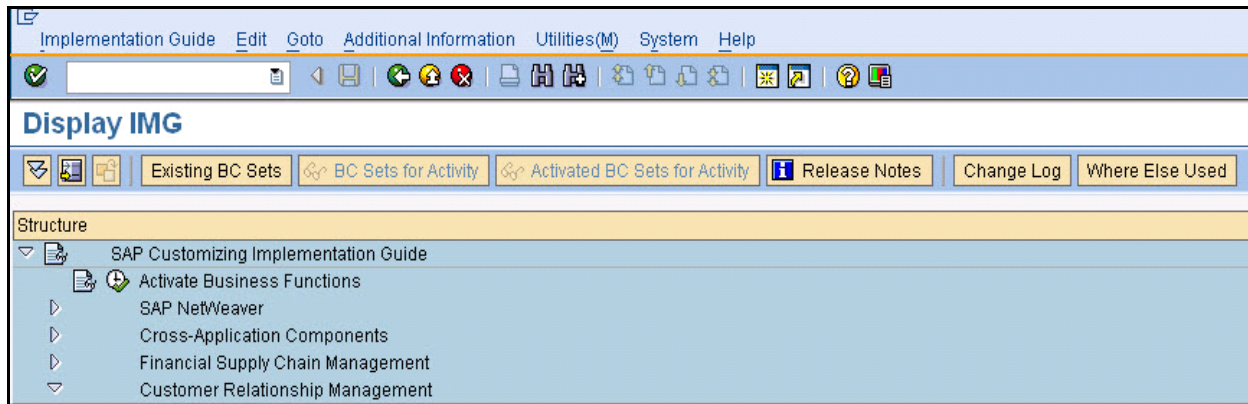 Implementation Guide Edit Goto Additional Information Utilities(M) System Help
Display IMG
Existing BC Sets BC Sets for Activity Activated BC Sets for Activity Release Notes Change Log Where Else Used
Structure
SAP Customizing Implementation Guide
Activate Business Functions
SAP NetWeaver
Cross-Application Components
Financial Supply Chain Management
Customer Relationship Management